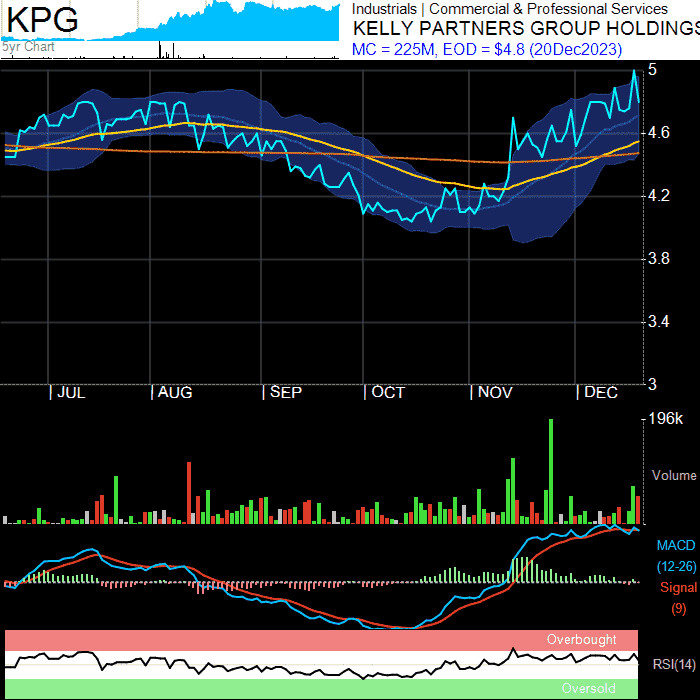 KPG
5yr Chart
Industrials | Commercial & Professional Services
KELLY PARTNERS GROUP HOLDINGS
MC = 225M, EOD = $4.8 (20Dec2023)
5
4.6
4.2
3.8
3.4
3
JUL
AUG
SEP
OCT
NOV
DEC
196k
Volume
MACD
(12-26)
Signal
(9)
Overbought
RSI(14)
Oversold